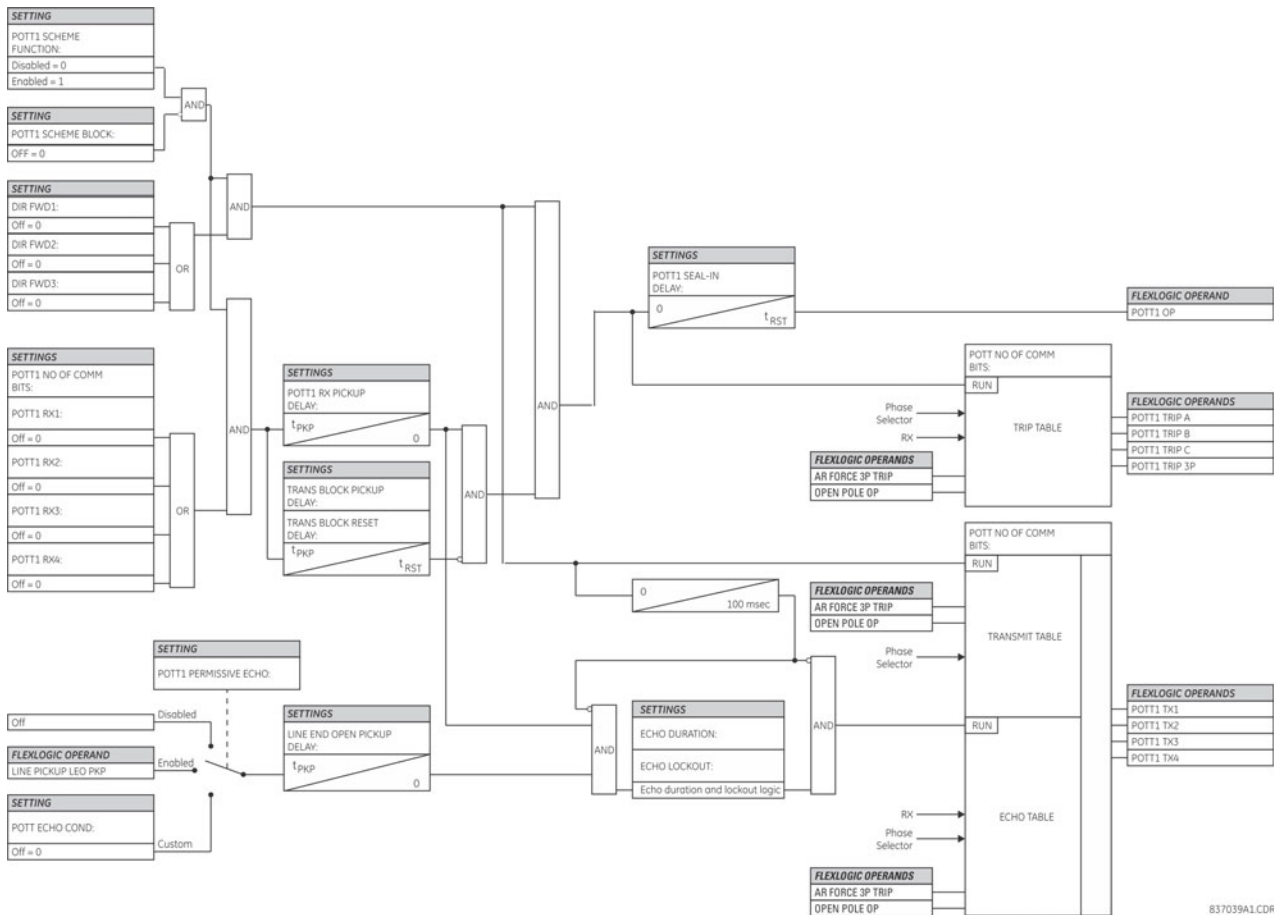 SETTING
POTT1 SCHEME
FUNCTION:
Disabled = 0
Enabled = 1
AND
SETTING
POTT1 SCHEME BLOCK:
OFF = 0
SETTING
DIR FWD1:
Off = 0
DIR FWD2:
Off = 0
DIR FWD3:
Off = 0
OR
AND
SETTINGS
POTT1 NO OF COMM
BITS:
POTT1 RX1:
Off = 0
POTT1 RX2:
Off = 0
POTT1 RX3:
Off = 0
POTT1 RX4:
Off = 0
OR
AND
SETTINGS
POTT1 RX PICKUP
DELAY:
tPKP
0
SETTINGS
TRANS BLOCK PICKUP
DELAY:
TRANS BLOCK RESET
DELAY:
tPKP
tRST
AND
AND
SETTINGS
POTT1 SEAL-IN
DELAY:
0
tRST
FLEXLOGIC OPERAND
POTT1 OP
POTT NO OF COMM
BITS:
RUN
Phase
Selector
RX
TRIP TABLE
FLEXLOGIC OPERANDS
AR FORCE 3P TRIP
OPEN POLE OP
FLEXLOGIC OPERANDS
POTT1 TRIP A
POTT1 TRIP B
POTT1 TRIP C
POTT1 TRIP 3P
POTT NO OF COMM
BITS:
RUN
0
100 msec
FLEXLOGIC OPERANDS
AR FORCE 3P TRIP
OPEN POLE OP
TRANSMIT TABLE
Phase
Selector
SETTING
POTT1 PERMISSIVE ECHO:
Off
Disabled
FLEXLOGIC OPERAND
LINE PICKUP LEO PKP
Enabled
SETTING
POTT ECHO COND:
Off = 0
Custom
SETTINGS
LINE END OPEN PICKUP
DELAY:
tPKP
0
AND
SETTINGS
ECHO DURATION:
ECHO LOCKOUT:
Echo duration and lockout logic
AND
RUN
RX
Phase
Selector
ECHO TABLE
FLEXLOGIC OPERANDS
AR FORCE 3P TRIP
OPEN POLE OP
FLEXLOGIC OPERANDS
POTT1 TX1
POTT1 TX2
POTT1 TX3
POTT1 TX4
837039A1.CDR